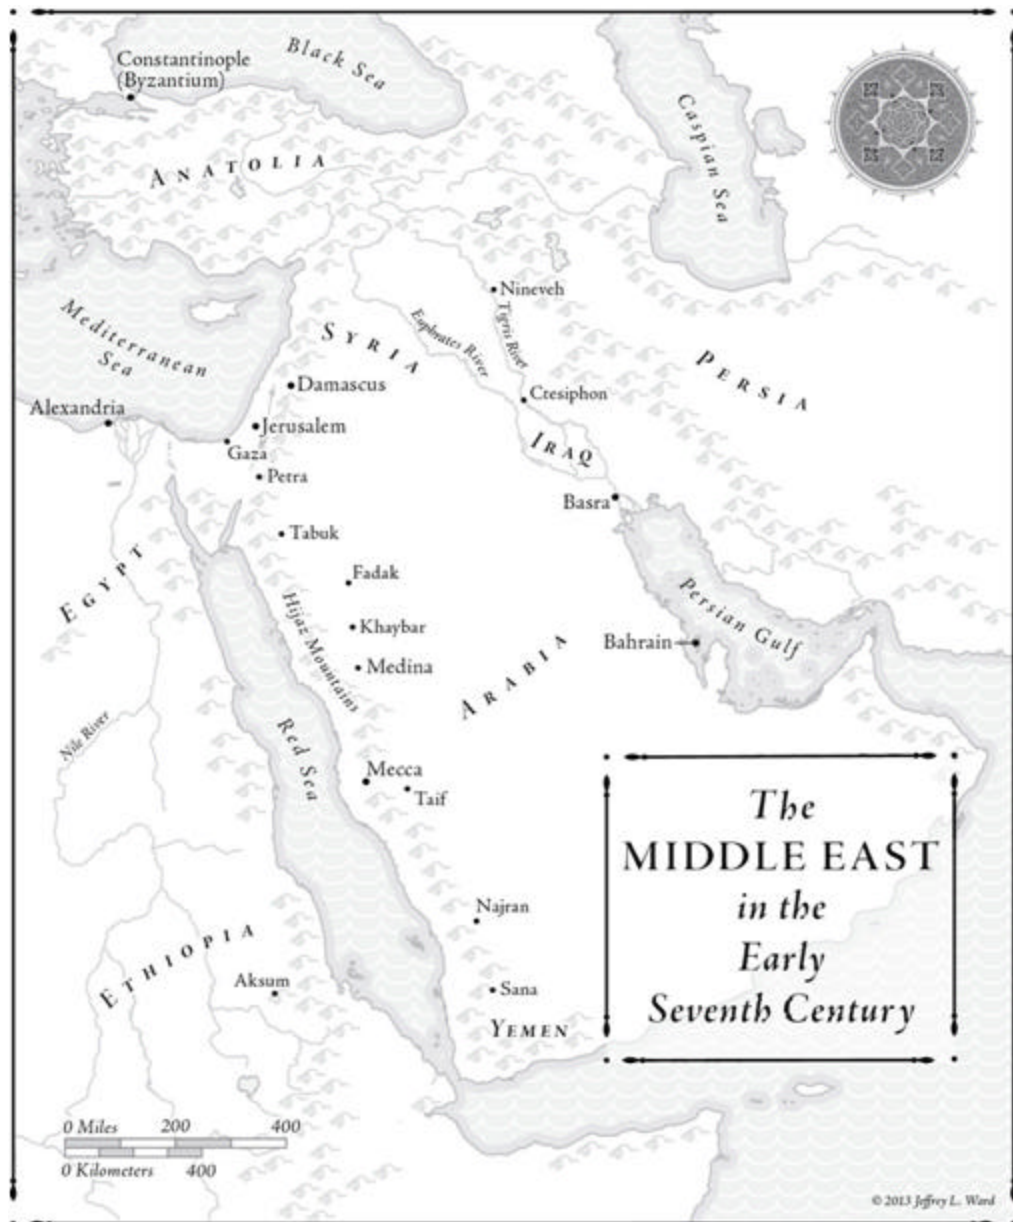 Constantinople
(Byzantium)
Black Sea
Caspian Sea
ANATOLIA
Nineveh
Mediterranean
Sea
SYRIA
Euphrates River
Tigris River
PERSIA
Damascus
Ctesiphon
Alexandria
Jerusalem
IRAQ
Gaza
Petra
Basra
Tabuk
EGYPT
Fadak
Hijaz Mountains
Persian Gulf
Khaybar
Bahrain
Medina
ARABIA
Nile River
Red Sea
Mecca
Taif
The
MIDDLE EAST
in the
Early
Seventh Century
Najran
ETHIOPIA
Aksum
Sana
YEMEN
0 Miles 200 400
0 Kilometers 400
© 2013 Jeffrey L. Ward